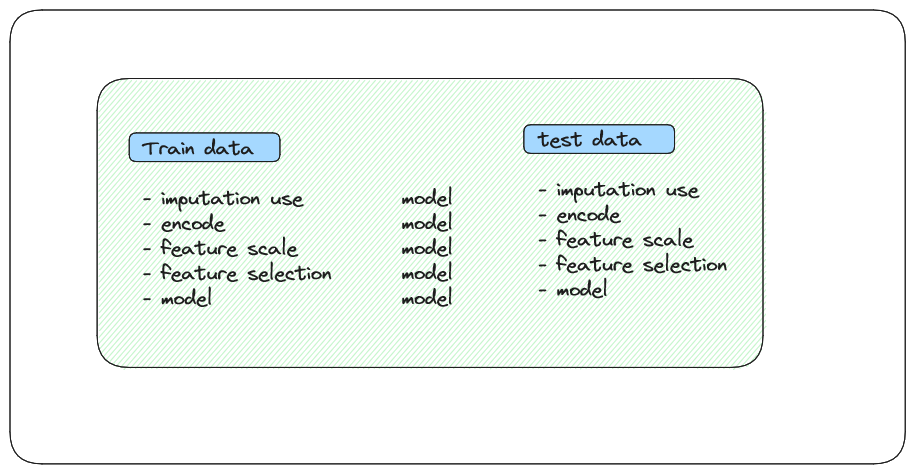 Train data
- imputation use
- encode
- feature scale
- feature selection
- model
model
model
model
model
model
test data
- imputation use
- encode
- feature scale
- feature selection
- model